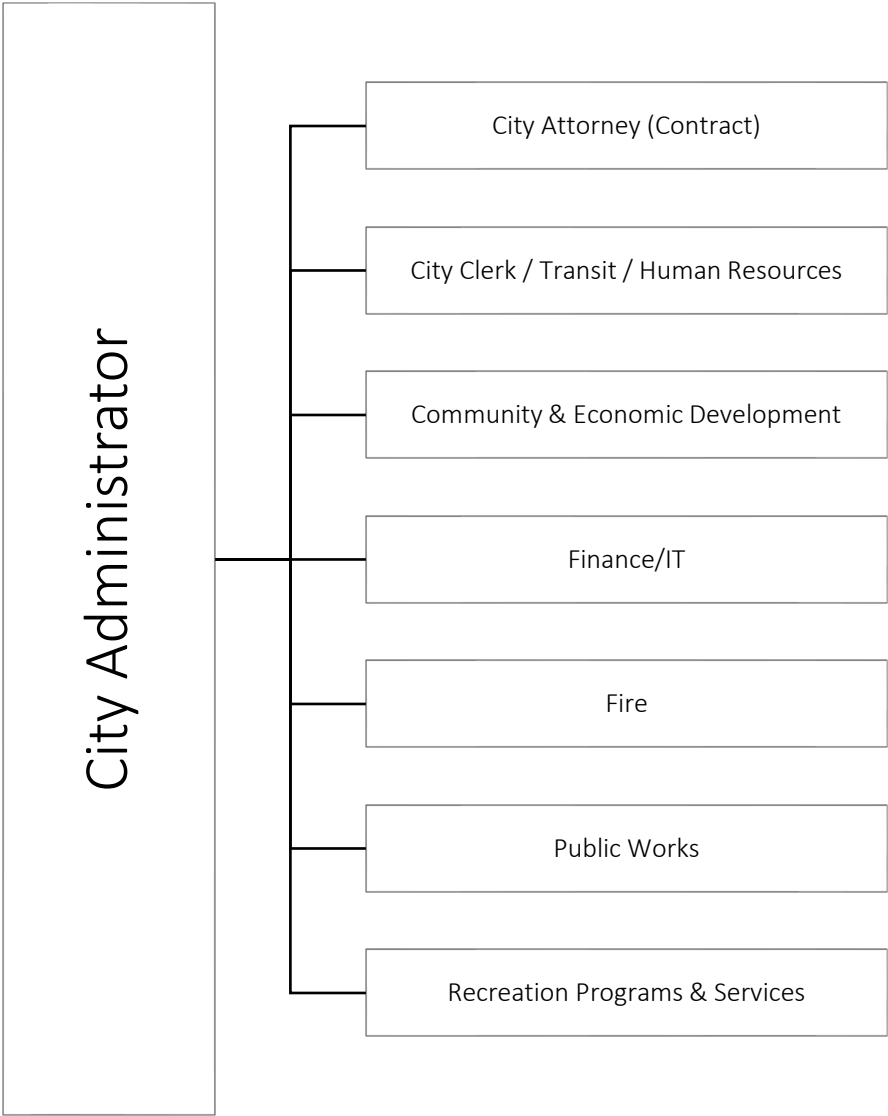 City Administrator
City Attorney (Contract)
City Clerk / Transit / Human Resources
Community & Economic Development
Finance/IT
Fire
Public Works
Recreation Programs & Services